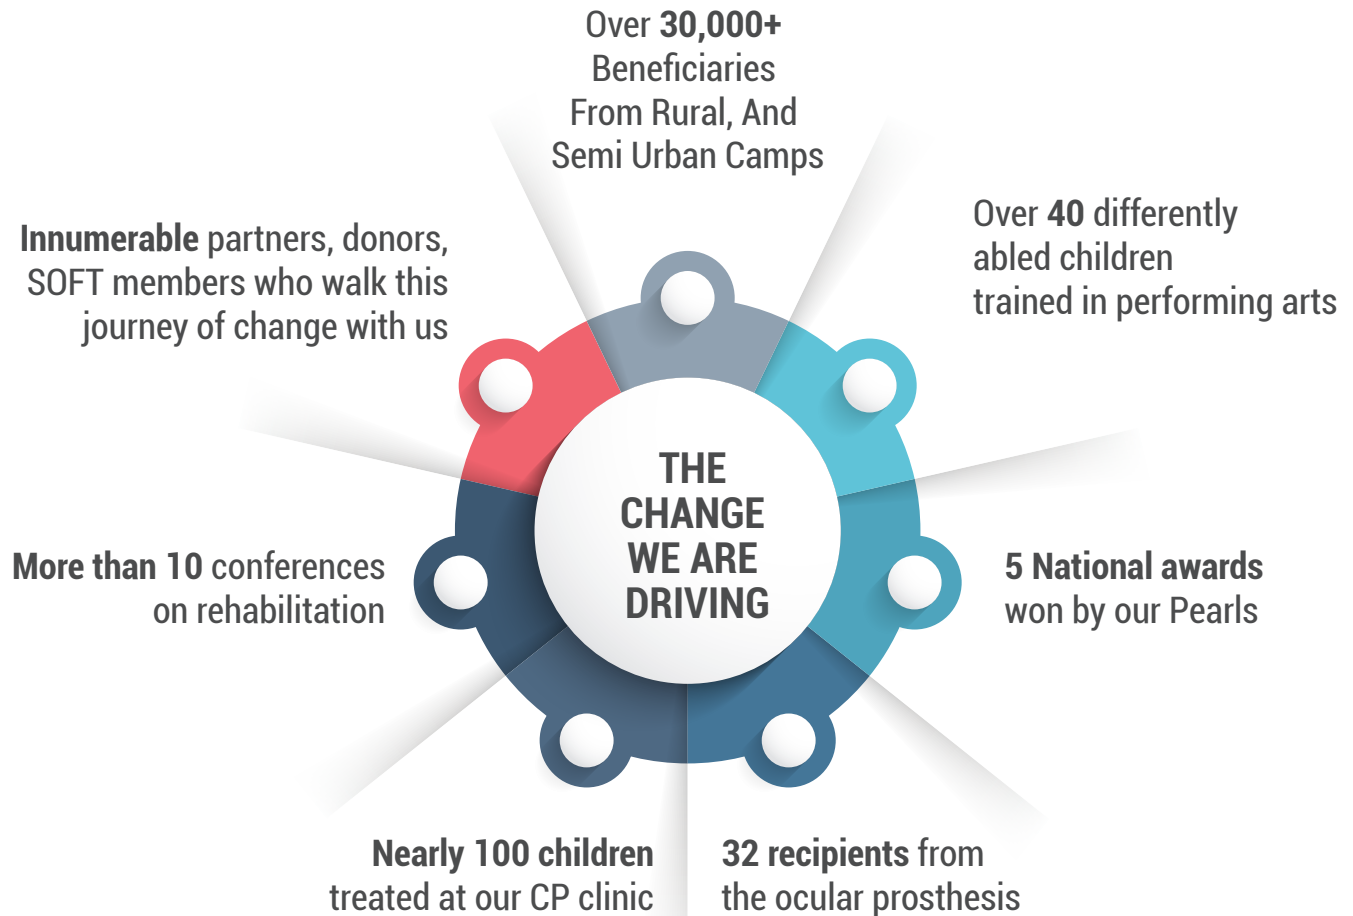 Over 30,000+
Beneficiaries
From Rural, And
Semi Urban Camps
Over 40 differently
abled children
trained in performing arts
5 National awards
won by our Pearls
32 recipients from
the ocular prosthesis
Nearly 100 children
treated at our CP clinic
More than 10 conferences
on rehabilitation
Innumerable partners, donors,
SOFT members who walk this
journey of change with us
THE
CHANGE
WE ARE
DRIVING